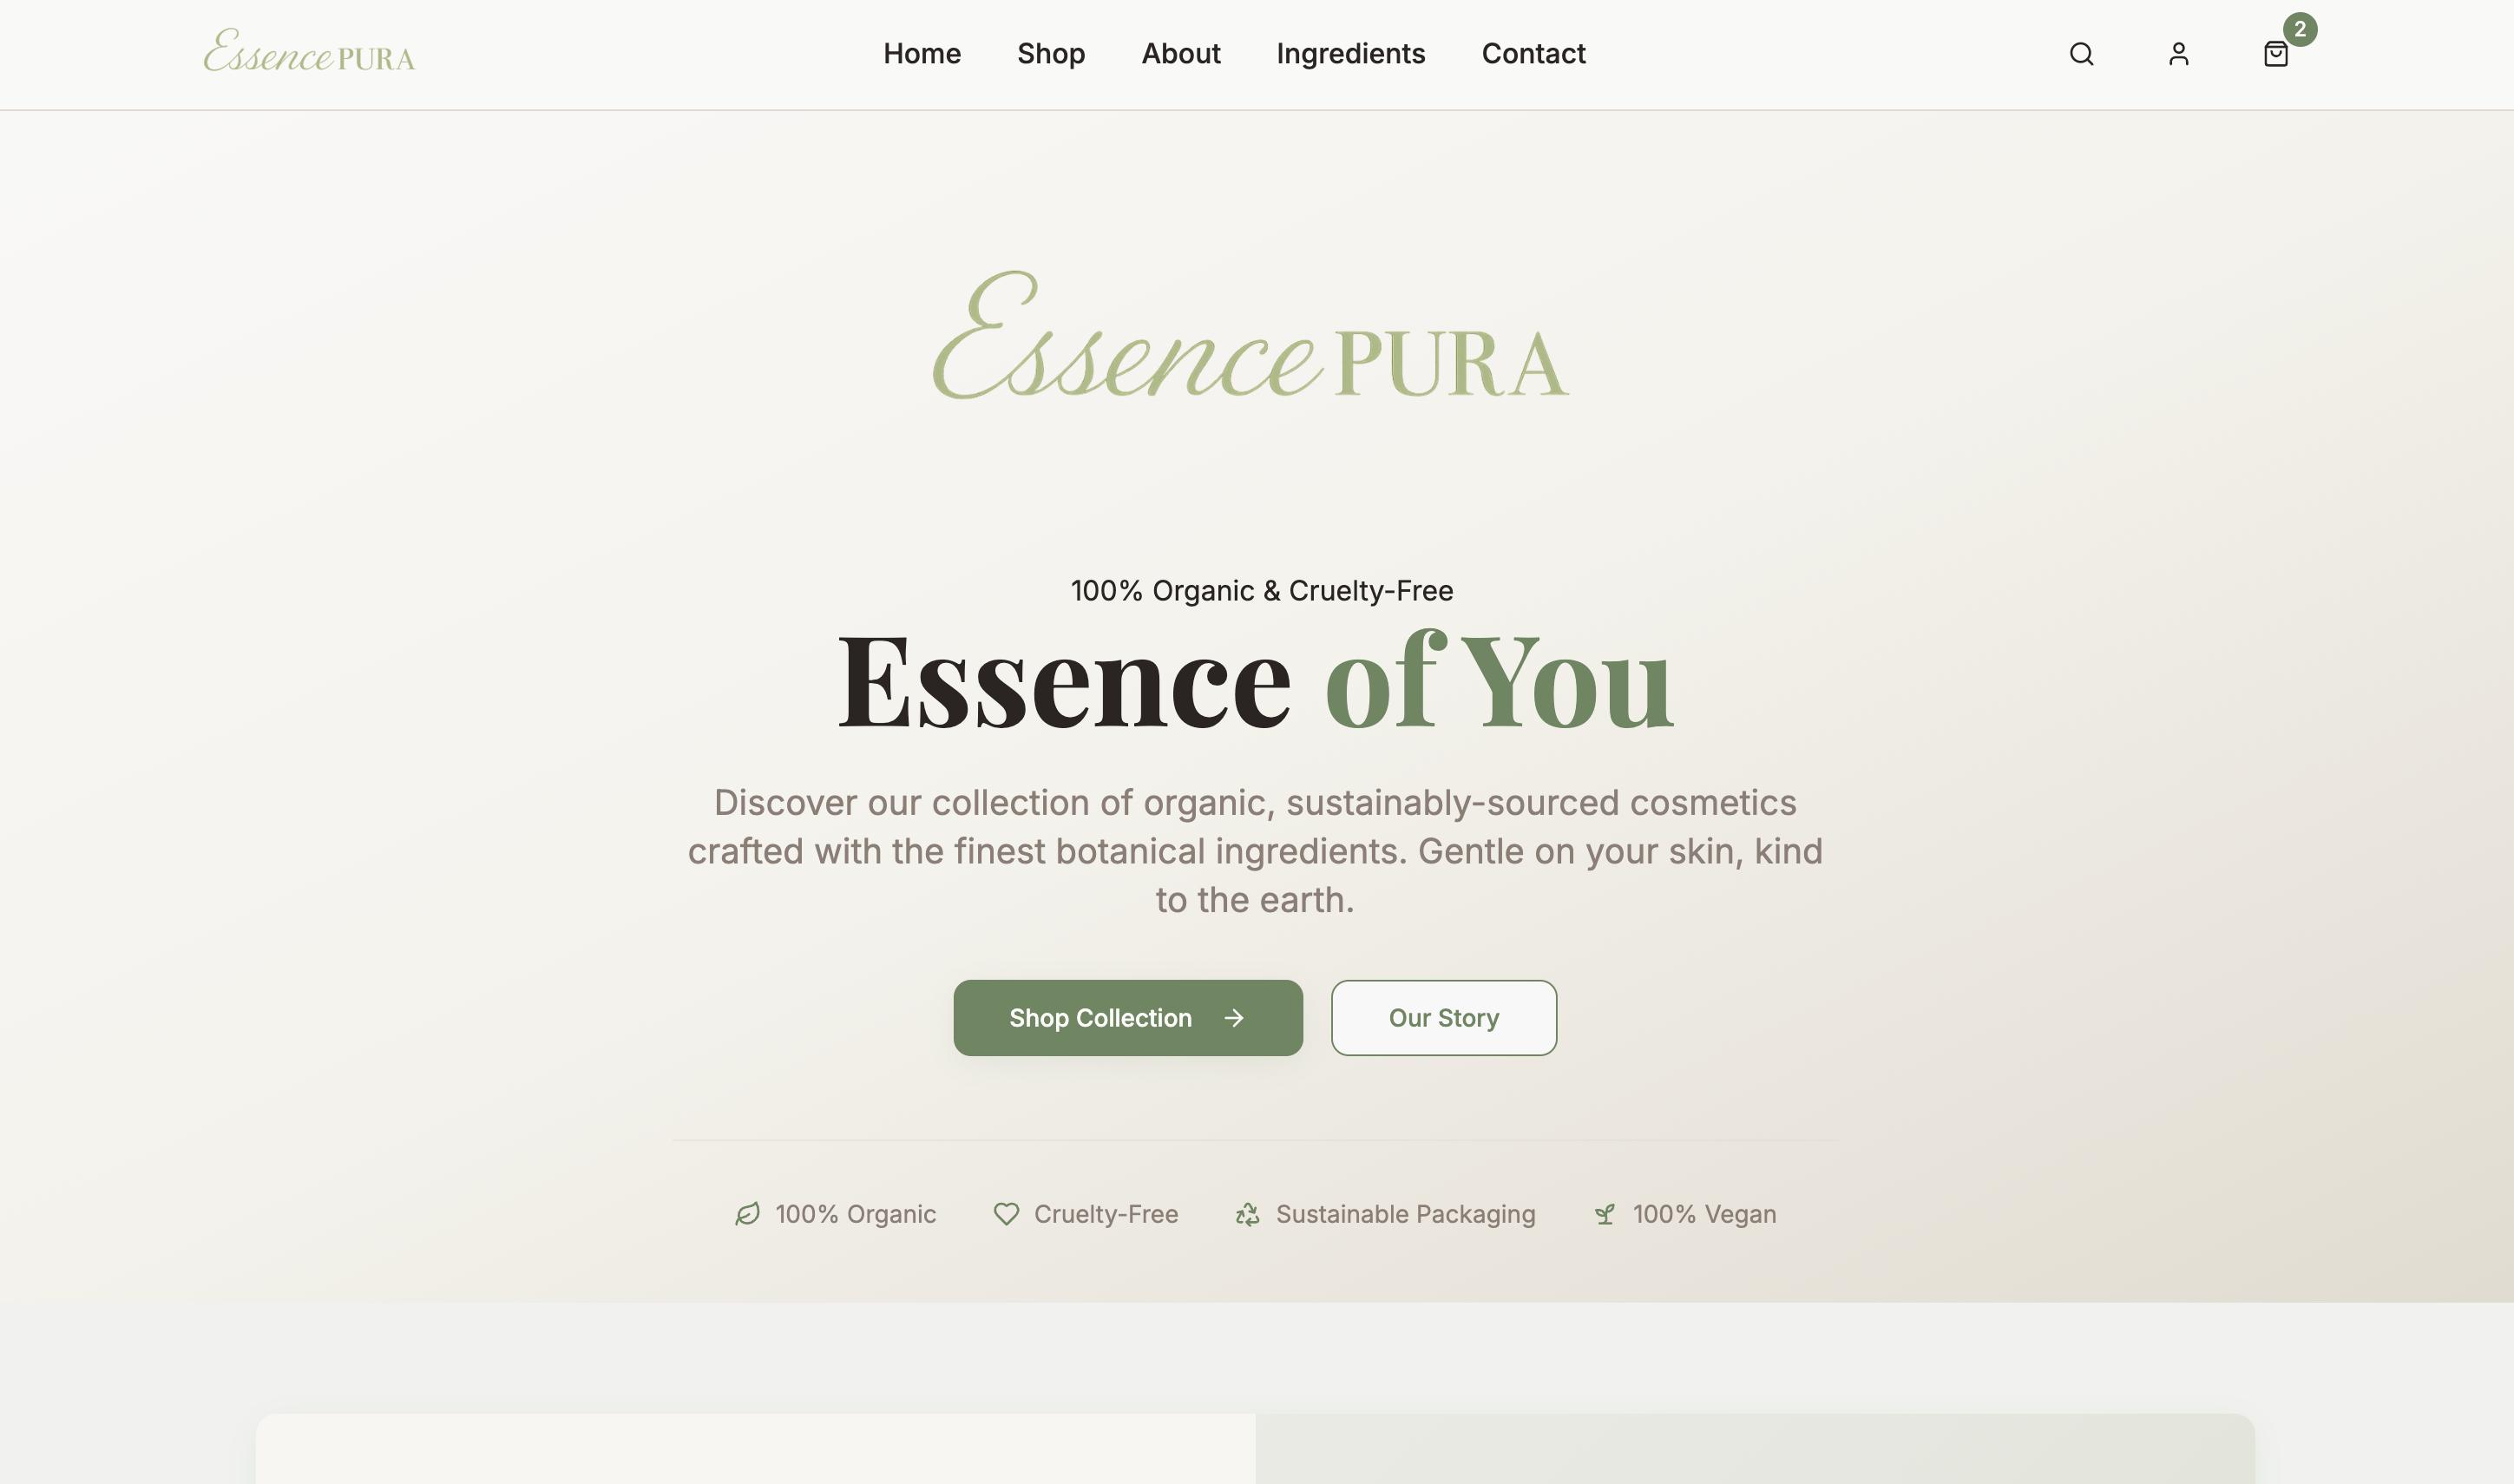 Essence PURA
Home Shop About Ingredients Contact
2
Essence PURA
100% Organic & Cruelty-Free
Essence of You
Discover our collection of organic, sustainably-sourced cosmetics
crafted with the finest botanical ingredients. Gentle on your skin, kind
to the earth.
Shop Collection
Our Story
100% Organic
Cruelty-Free
Sustainable Packaging
100% Vegan